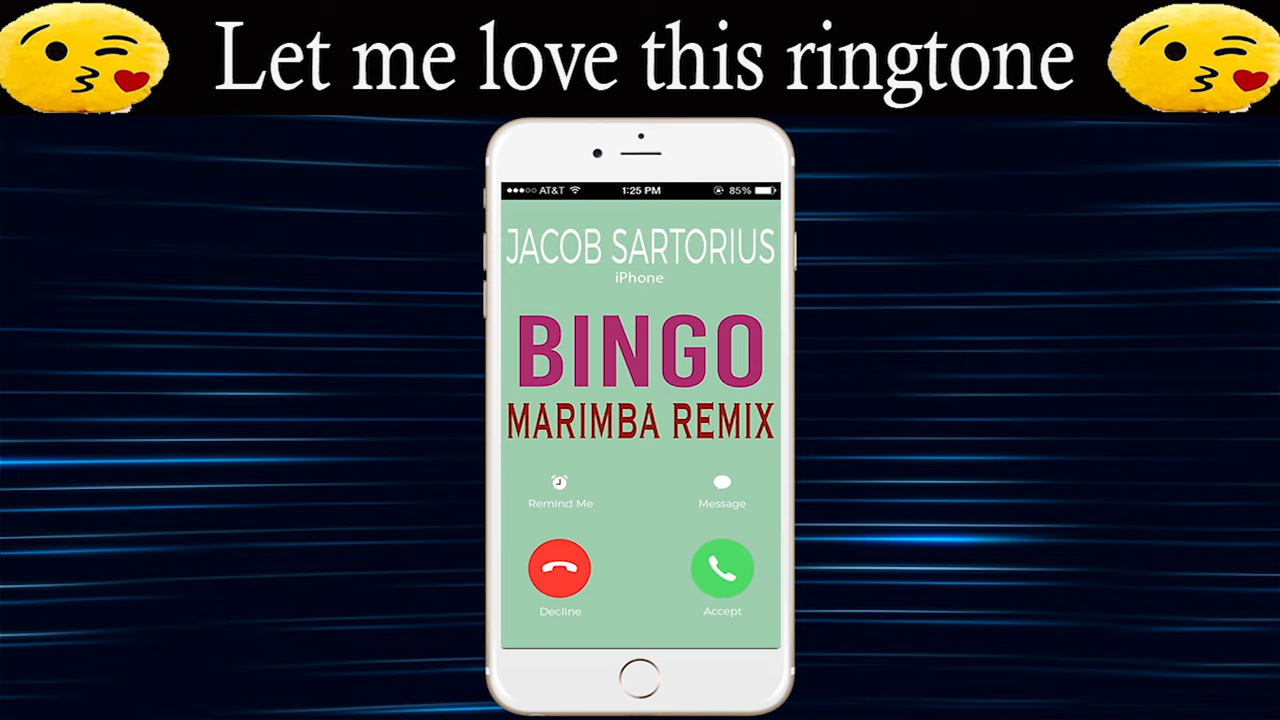 Let me love this ringtone
AT&T 1:25 PM 85%
JACOB SARTORIUS
iPhone
BINGO
MARIMBA REMIX
Remind Me Message
Decline Accept